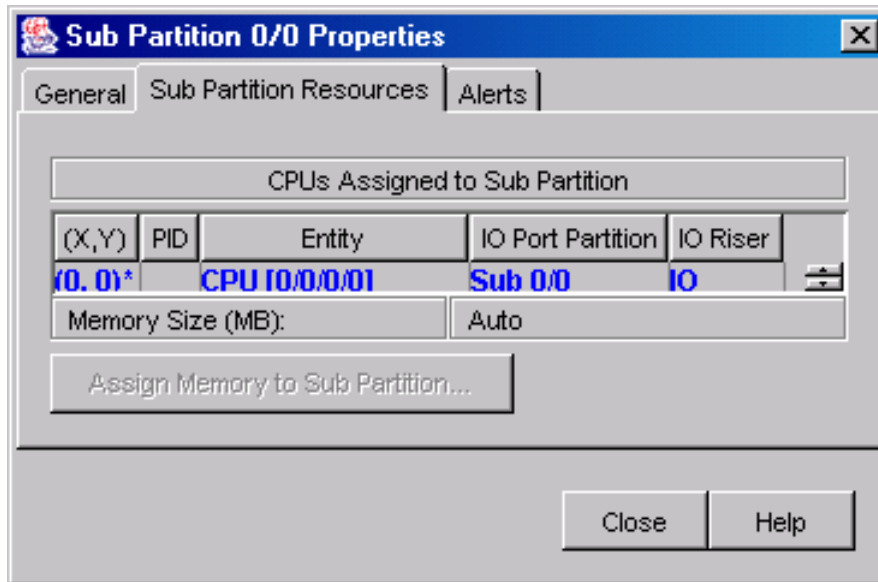 Sub Partition 0/0 Properties
General Sub Partition Resources Alerts
CPUs Assigned to Sub Partition
(X,Y) PID Entity IO Port Partition IO Riser
(0, 0)* CPU [0/0/0/0] Sub 0/0 IO
Memory Size (MB): Auto
Assign Memory to Sub Partition...
Close Help